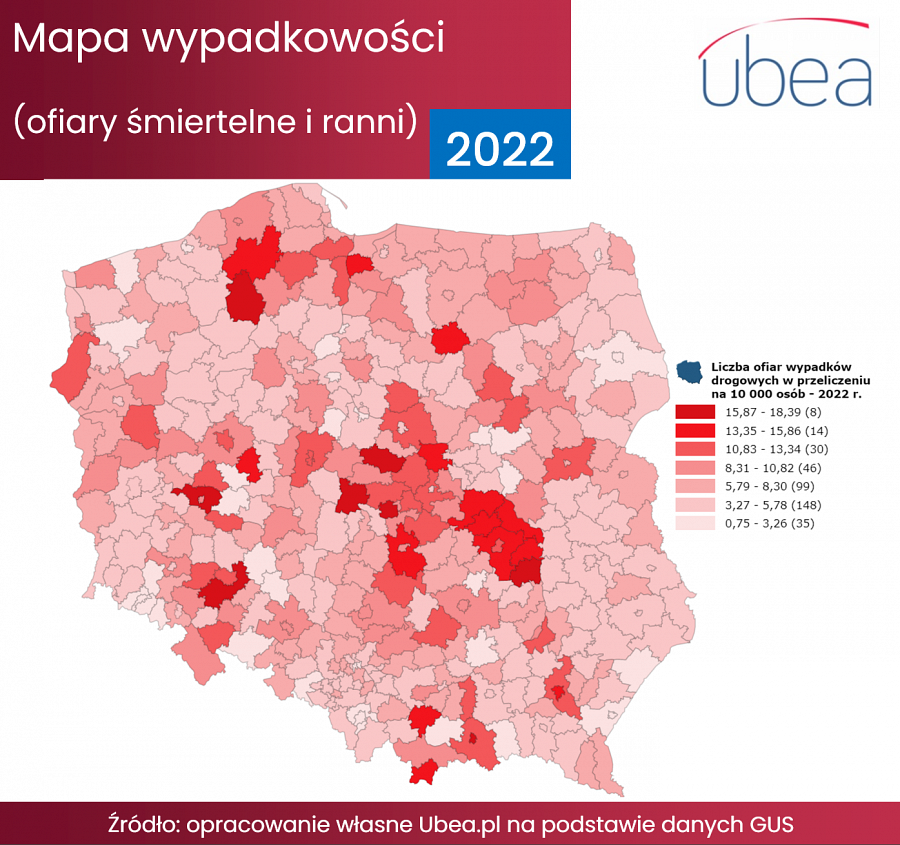 Mapa wypadkowości
(ofiary śmiertelne i ranni)
2022
ubea
Liczba ofiar wypadków
drogowych w przeliczeniu
na 10 000 osób - 2022 r.
15,87 - 18,39 (8)
13,35 - 15,86 (14)
10,83 - 13,34 (30)
8,31 - 10,82 (46)
5,79 - 8,30 (99)
3,27 - 5,78 (148)
0,75 - 3,26 (35)
Źródło: opracowanie własne Ubea.pl na podstawie danych GUS